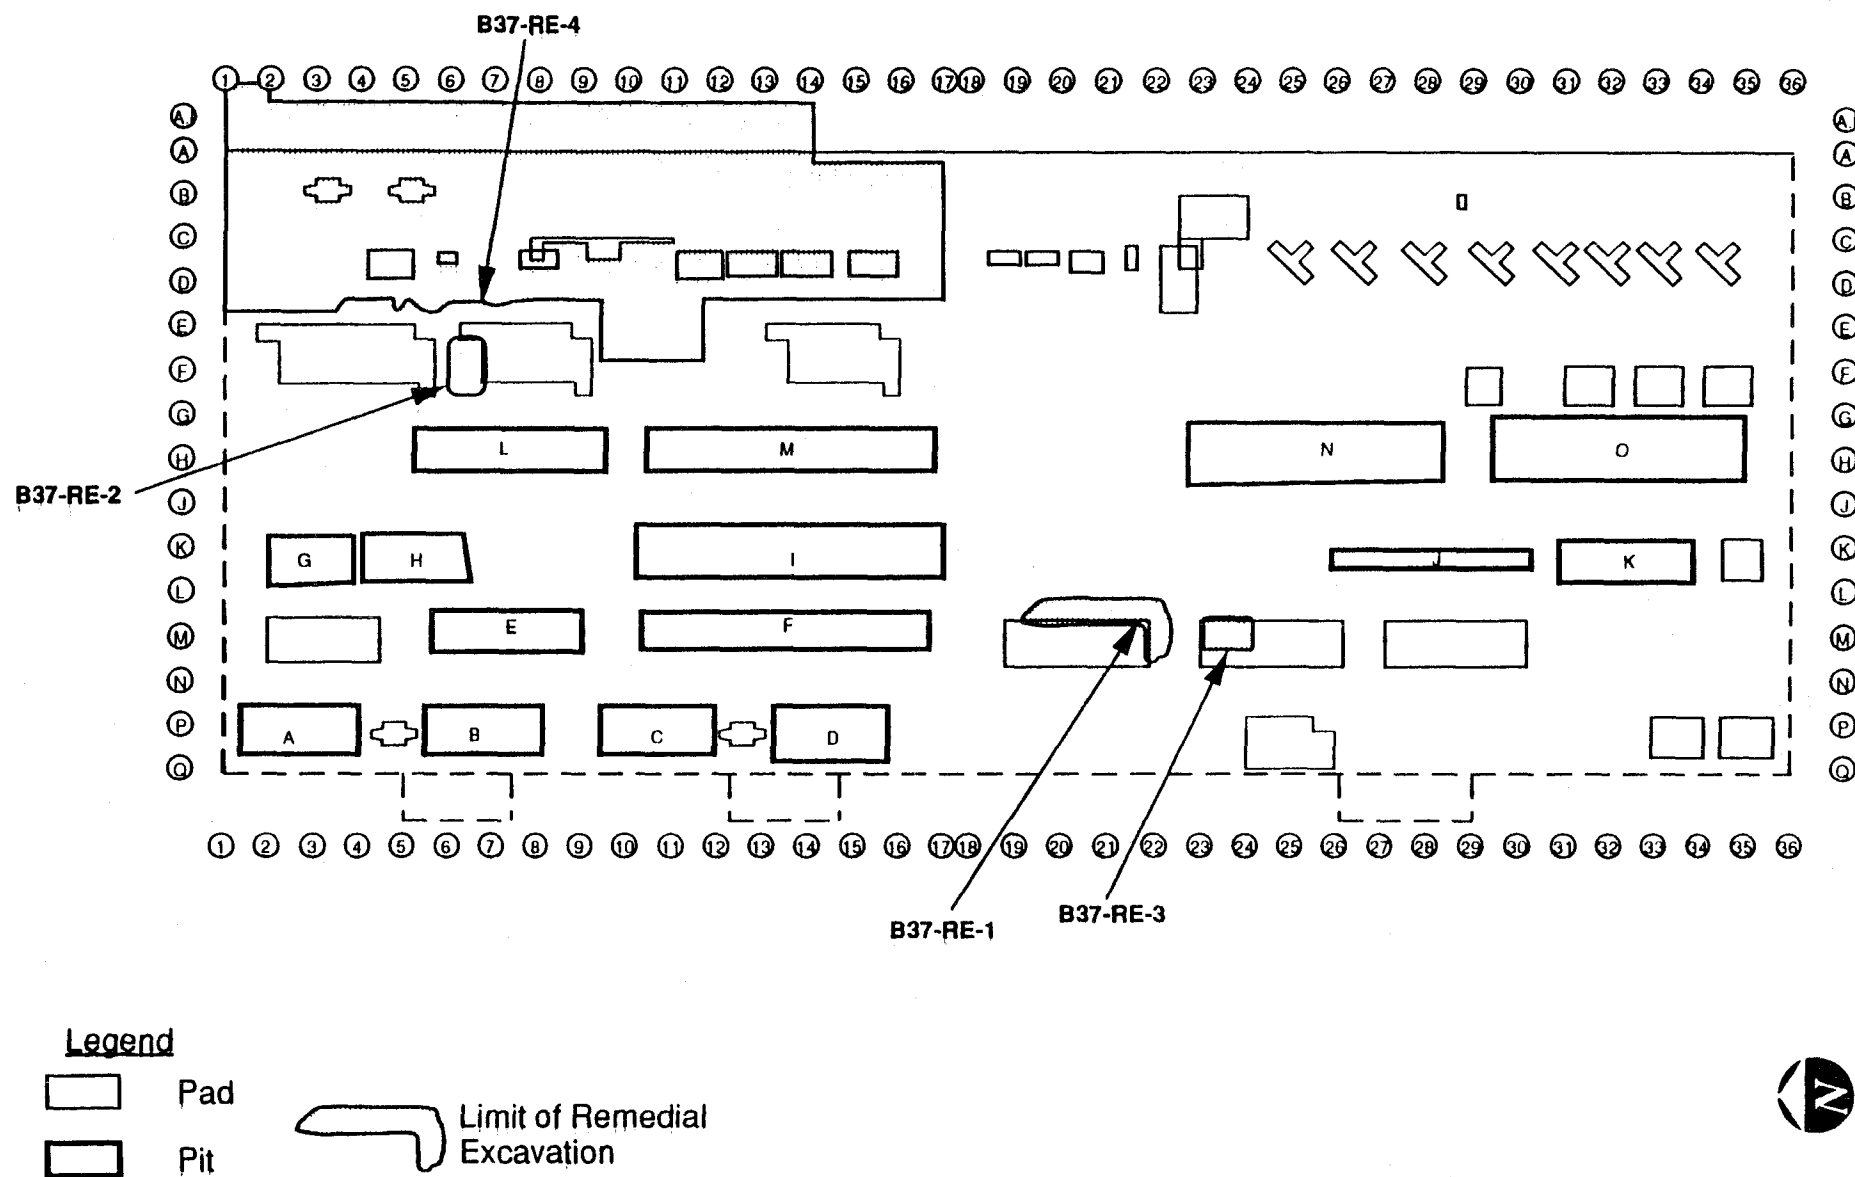 B37-RE-4
1 2 3 4 5 6 7 8 9 10 11 12 13 14 15 16 17 18 19 20 21 22 23 24 25 26 27 28 29 30 31 32 33 34 35 36
A. A.
A A
B B
C C
D D
E E
F F
G G
L M N O
H H
B37-RE-2
J J
K K
G H I J K
L L
E F
M M
N N
P P
A B C D
Q Q
1 2 3 4 5 6 7 8 9 10 11 12 13 14 15 16 17 18 19 20 21 22 23 24 25 26 27 28 29 30 31 32 33 34 35 36
B37-RE-3
B37-RE-1
Legend
Pad
Pit
Limit of Remedial
Excavation
N